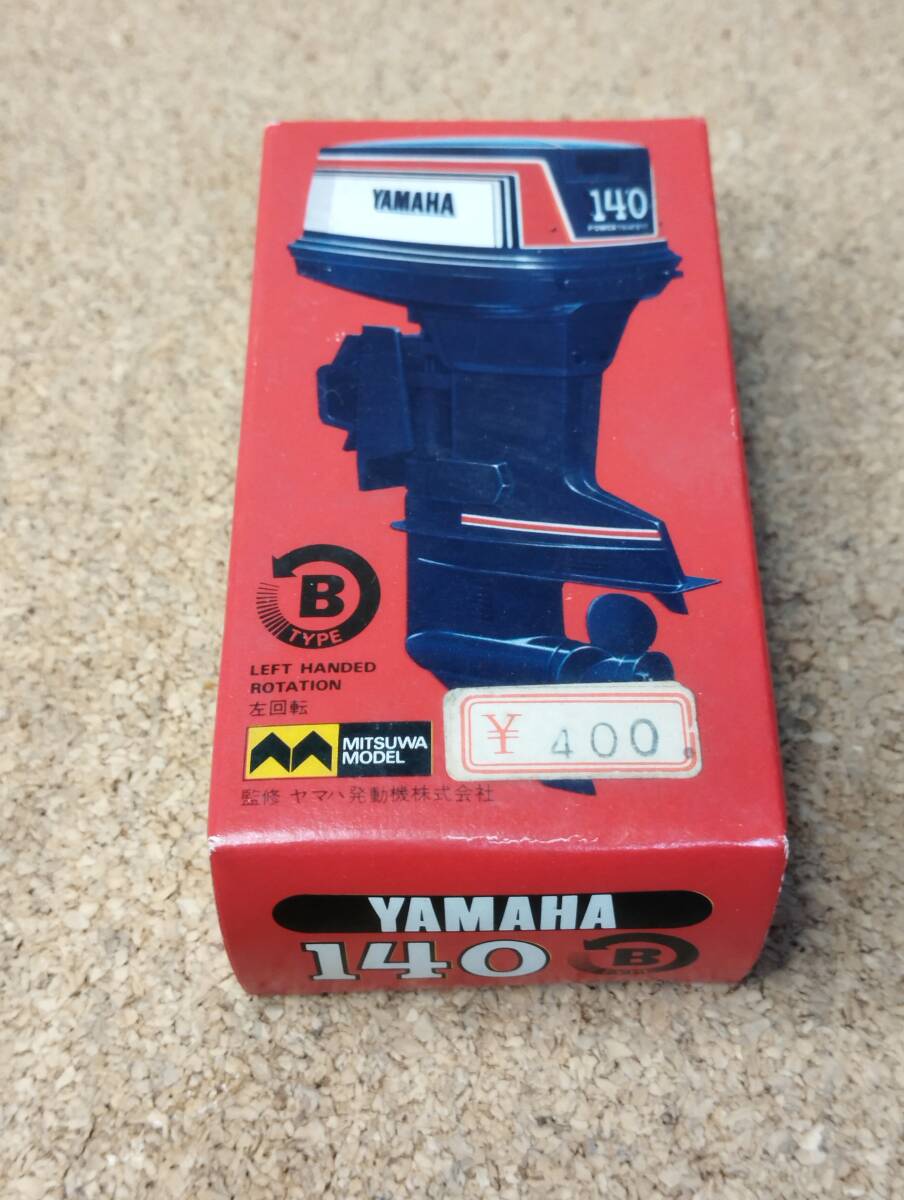 YAMAHA
140
B
TYPE
LEFT HANDED
ROTATION
左回転
MITSUWA
MODEL
¥ 400.
監修 ヤマハ発動機株式会社
YAMAHA
140 B